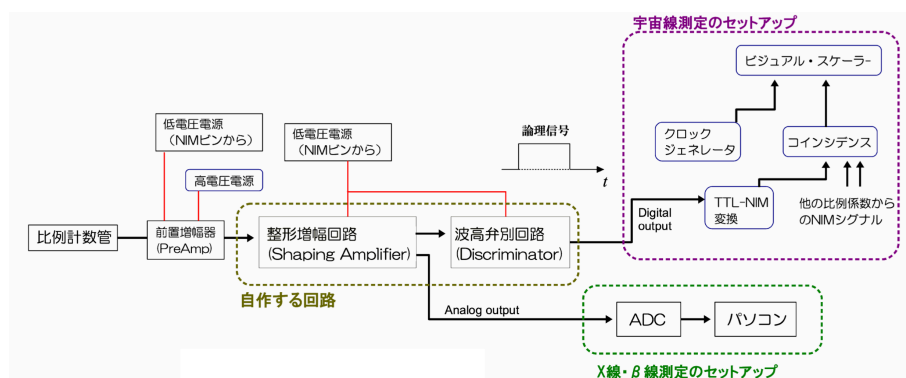 宇宙線測定のセットアップ
ビジュアル・スケーラー
低電圧電源
（NIMビンから）
低電圧電源
（NIMビンから）
論理信号
t
クロック
ジェネレータ
コインシデンス
高電圧電源
TTL-NIM
変換
他の比例係数から
のNIMシグナル
Digital
output
比例計数管
前置増幅器
(PreAmp)
整形増幅回路
(Shaping Amplifier)
波高弁別回路
(Discriminator)
自作する回路
Analog output
ADC
パソコン
X線・β線測定のセットアップ